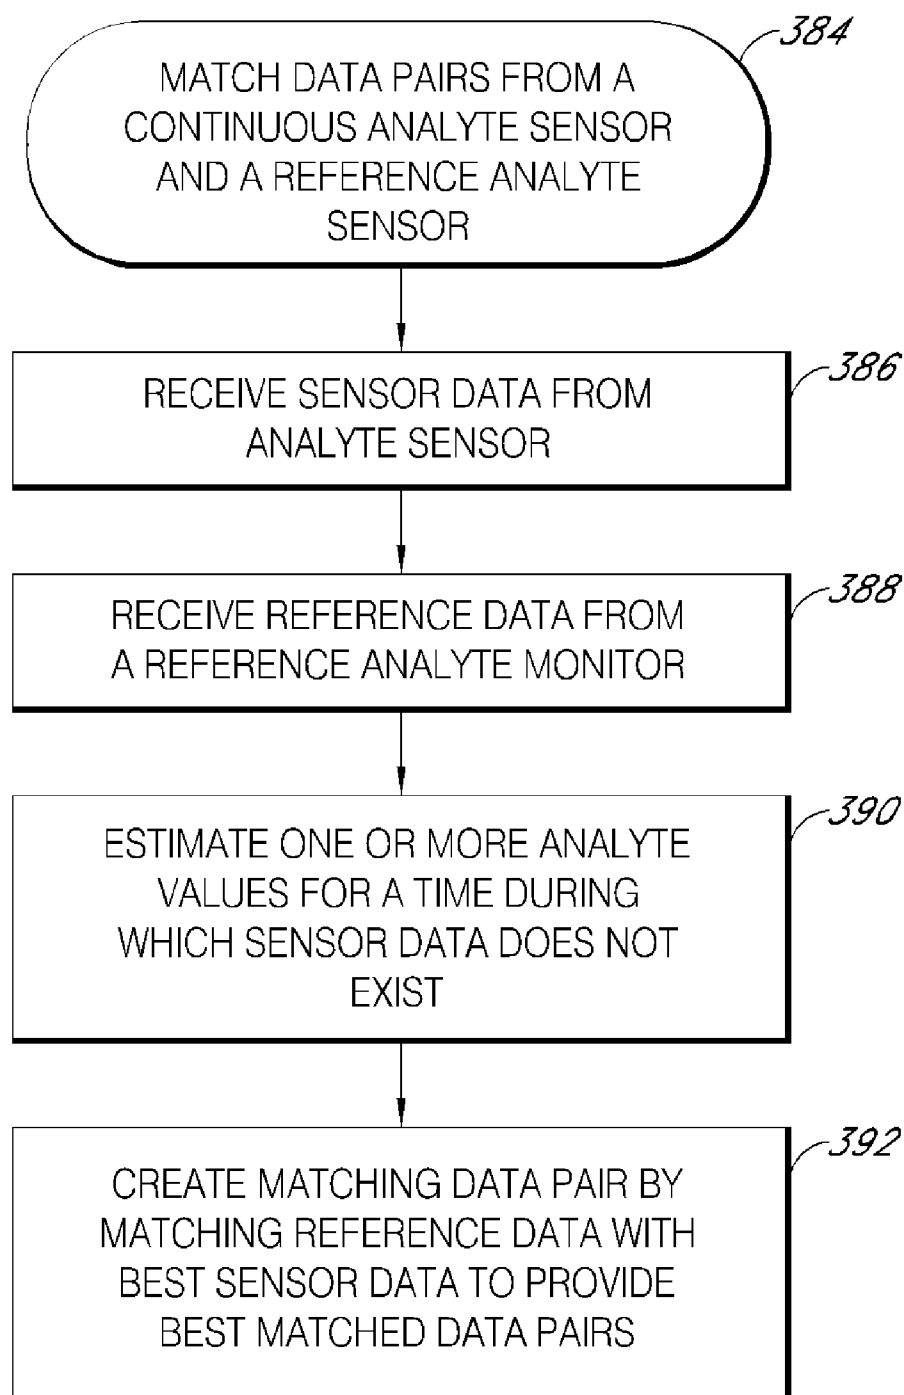 384
MATCH DATA PAIRS FROM A
CONTINUOUS ANALYTE SENSOR
AND A REFERENCE ANALYTE
SENSOR
386
RECEIVE SENSOR DATA FROM
ANALYTE SENSOR
388
RECEIVE REFERENCE DATA FROM
A REFERENCE ANALYTE MONITOR
390
ESTIMATE ONE OR MORE ANALYTE
VALUES FOR A TIME DURING
WHICH SENSOR DATA DOES NOT
EXIST
392
CREATE MATCHING DATA PAIR BY
MATCHING REFERENCE DATA WITH
BEST SENSOR DATA TO PROVIDE
BEST MATCHED DATA PAIRS